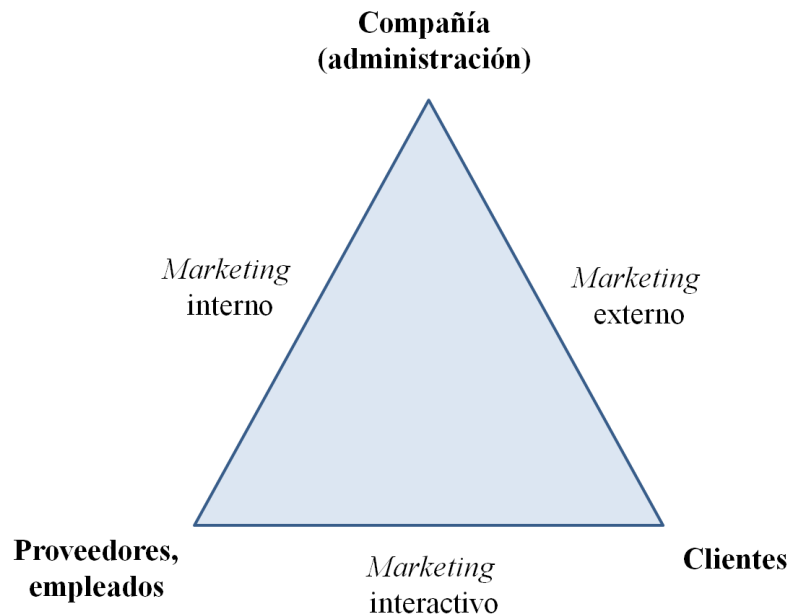 Compañía
(administración)
Marketing
interno
Marketing
externo
Proveedores,
empleados
Marketing
interactivo
Clientes